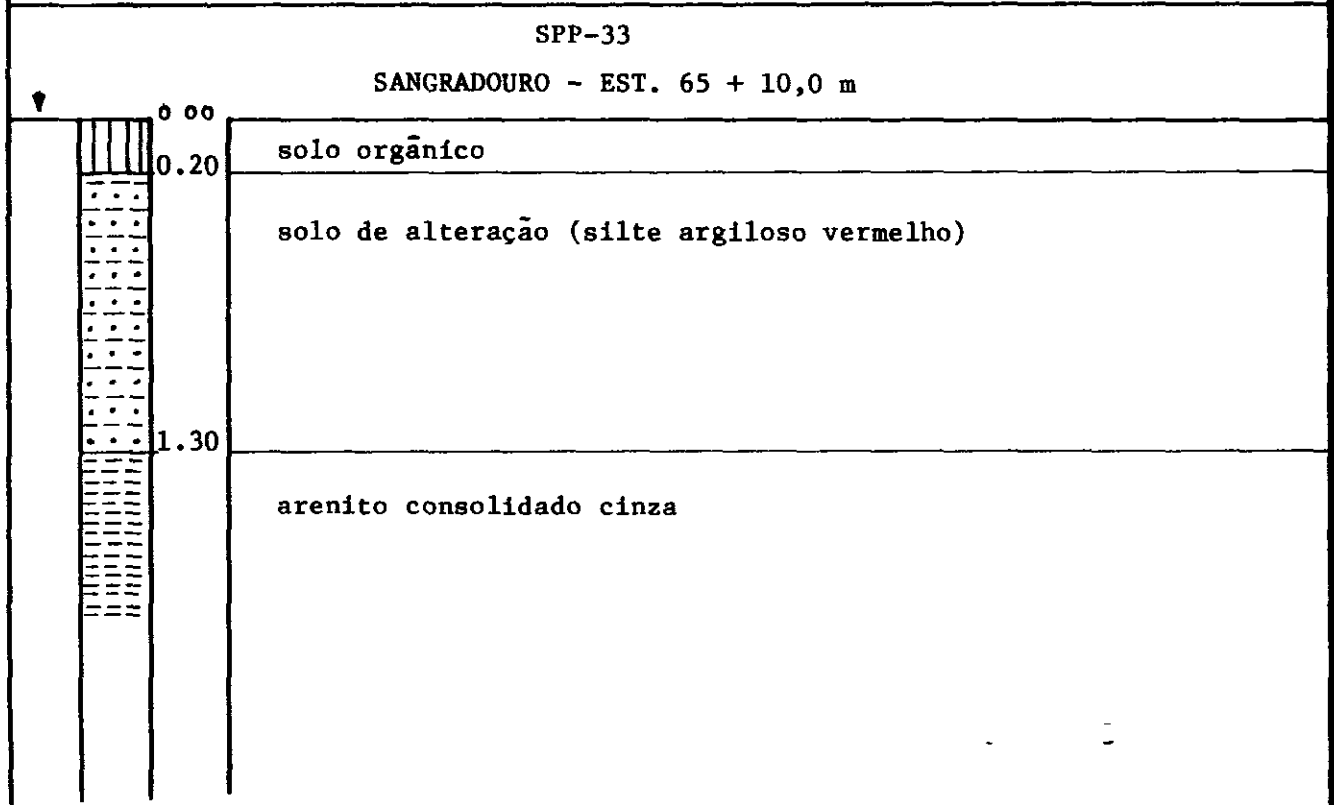 SPP-33
SANGRADOURO - EST. 65 + 10,0 m
0 00
solo orgânico
0.20
solo de alteração (silte argiloso vermelho)
1.30
arenito consolidado cinza